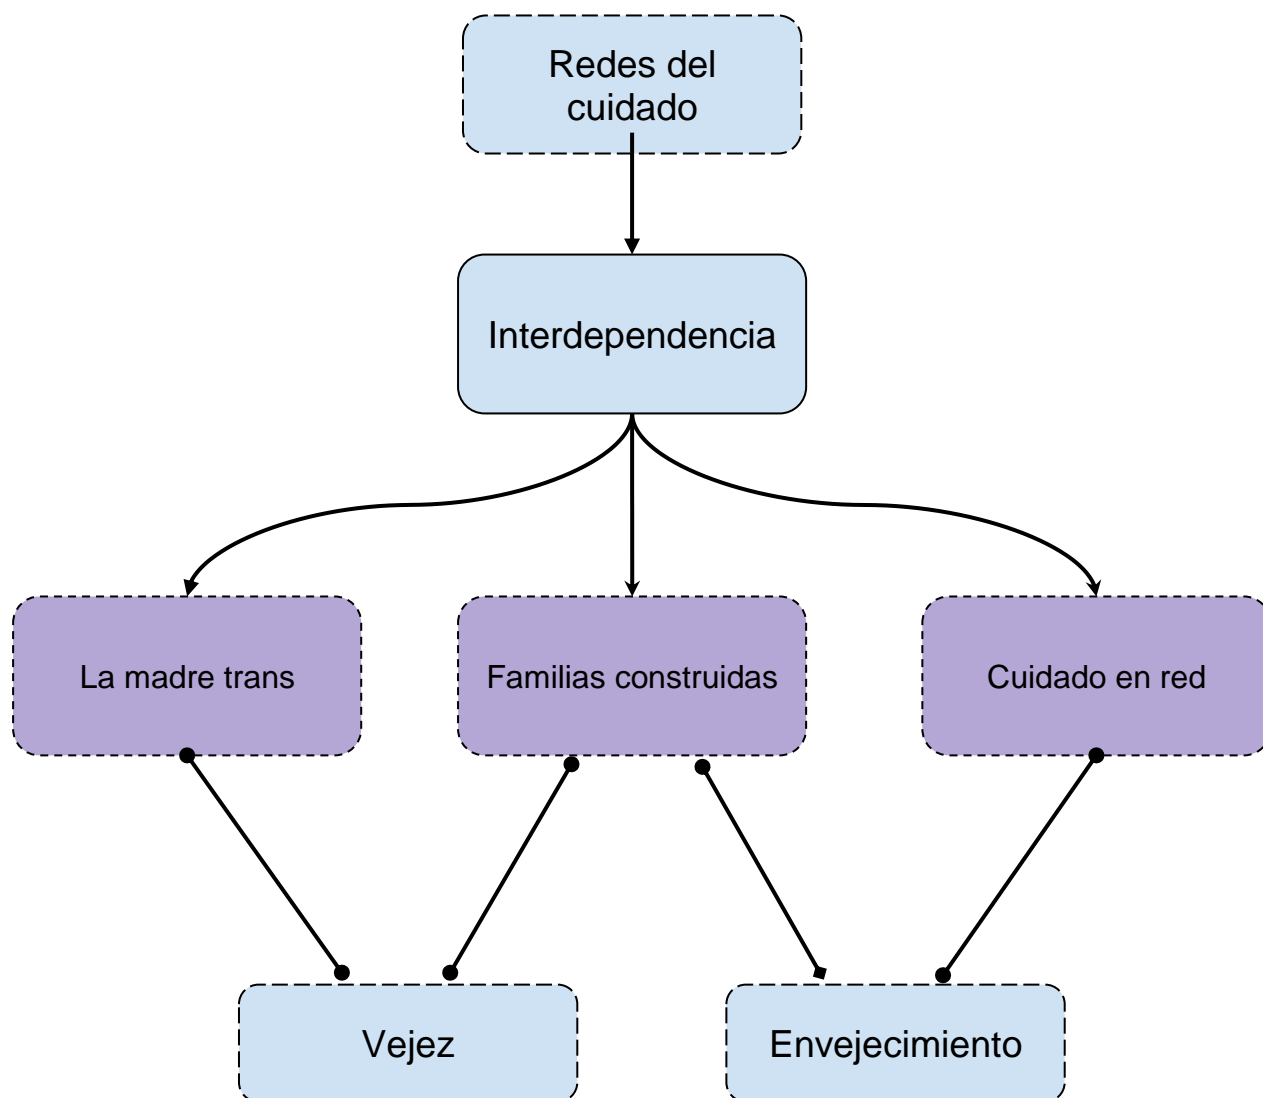 Redes del
cuidado
Interdependencia
La madre trans
Familias construidas
Cuidado en red
Vejez
Envejecimiento